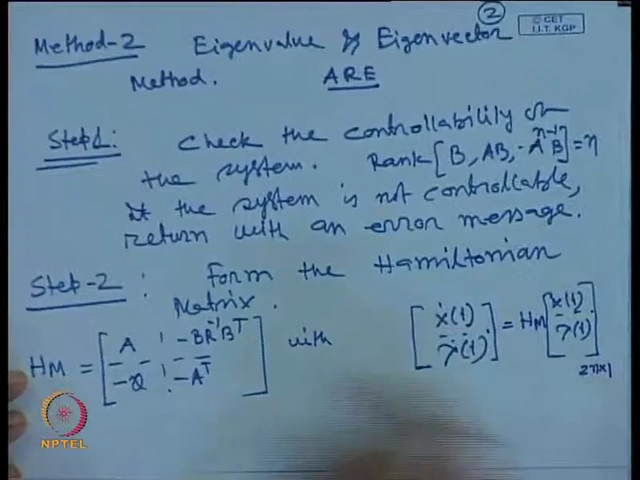 ②
© CET
I.I.T. KGP
Method-2 Eigenvalue & Eigenvector
Method. ARE
Step1: Check the controllability of
the system. Rank[B, AB, .. A^{n-1}B] = n
If the system is not controllable,
return with an error message.
Step-2 : Form the Hamiltonian
Matrix.
HM = [A | -BR^{-1}B^T ; -Q | -A^T] with [ẋ(t) ; λ̇(t)] = HM [x(t) ; λ(t)]
2n×1
NPTEL